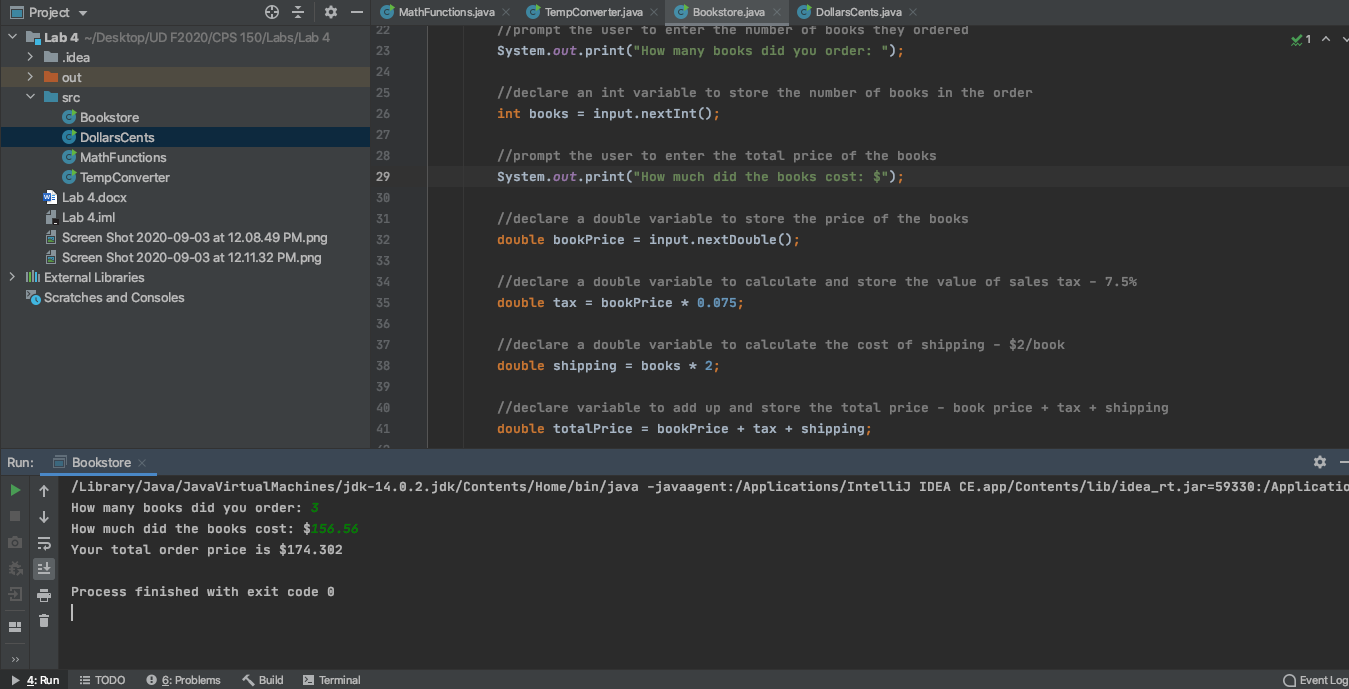 Project
MathFunctions.java
TempConverter.java
Bookstore.java
DollarsCents.java
Lab 4 ~/Desktop/UD F2020/CPS 150/Labs/Lab 4
.idea
out
src
Bookstore
DollarsCents
MathFunctions
TempConverter
Lab 4.docx
Lab 4.iml
Screen Shot 2020-09-03 at 12.08.49 PM.png
Screen Shot 2020-09-03 at 12.11.32 PM.png
External Libraries
Scratches and Consoles
1
22 //prompt the user to enter the number of books they ordered
23 System.out.print("How many books did you order: ");
24
25 //declare an int variable to store the number of books in the order
26 int books = input.nextInt();
27
28 //prompt the user to enter the total price of the books
29 System.out.print("How much did the books cost: $");
30
31 //declare a double variable to store the price of the books
32 double bookPrice = input.nextDouble();
33
34 //declare a double variable to calculate and store the value of sales tax - 7.5%
35 double tax = bookPrice * 0.075;
36
37 //declare a double variable to calculate the cost of shipping - $2/book
38 double shipping = books * 2;
39
40 //declare variable to add up and store the total price - book price + tax + shipping
41 double totalPrice = bookPrice + tax + shipping;
Run: Bookstore
/Library/Java/JavaVirtualMachines/jdk-14.0.2.jdk/Contents/Home/bin/java -javaagent:/Applications/IntelliJ IDEA CE.app/Contents/lib/idea_rt.jar=59330:/Applicatio
How many books did you order: 3
How much did the books cost: $156.56
Your total order price is $174.302
Process finished with exit code 0
4: Run TODO 6: Problems Build Terminal Event Log